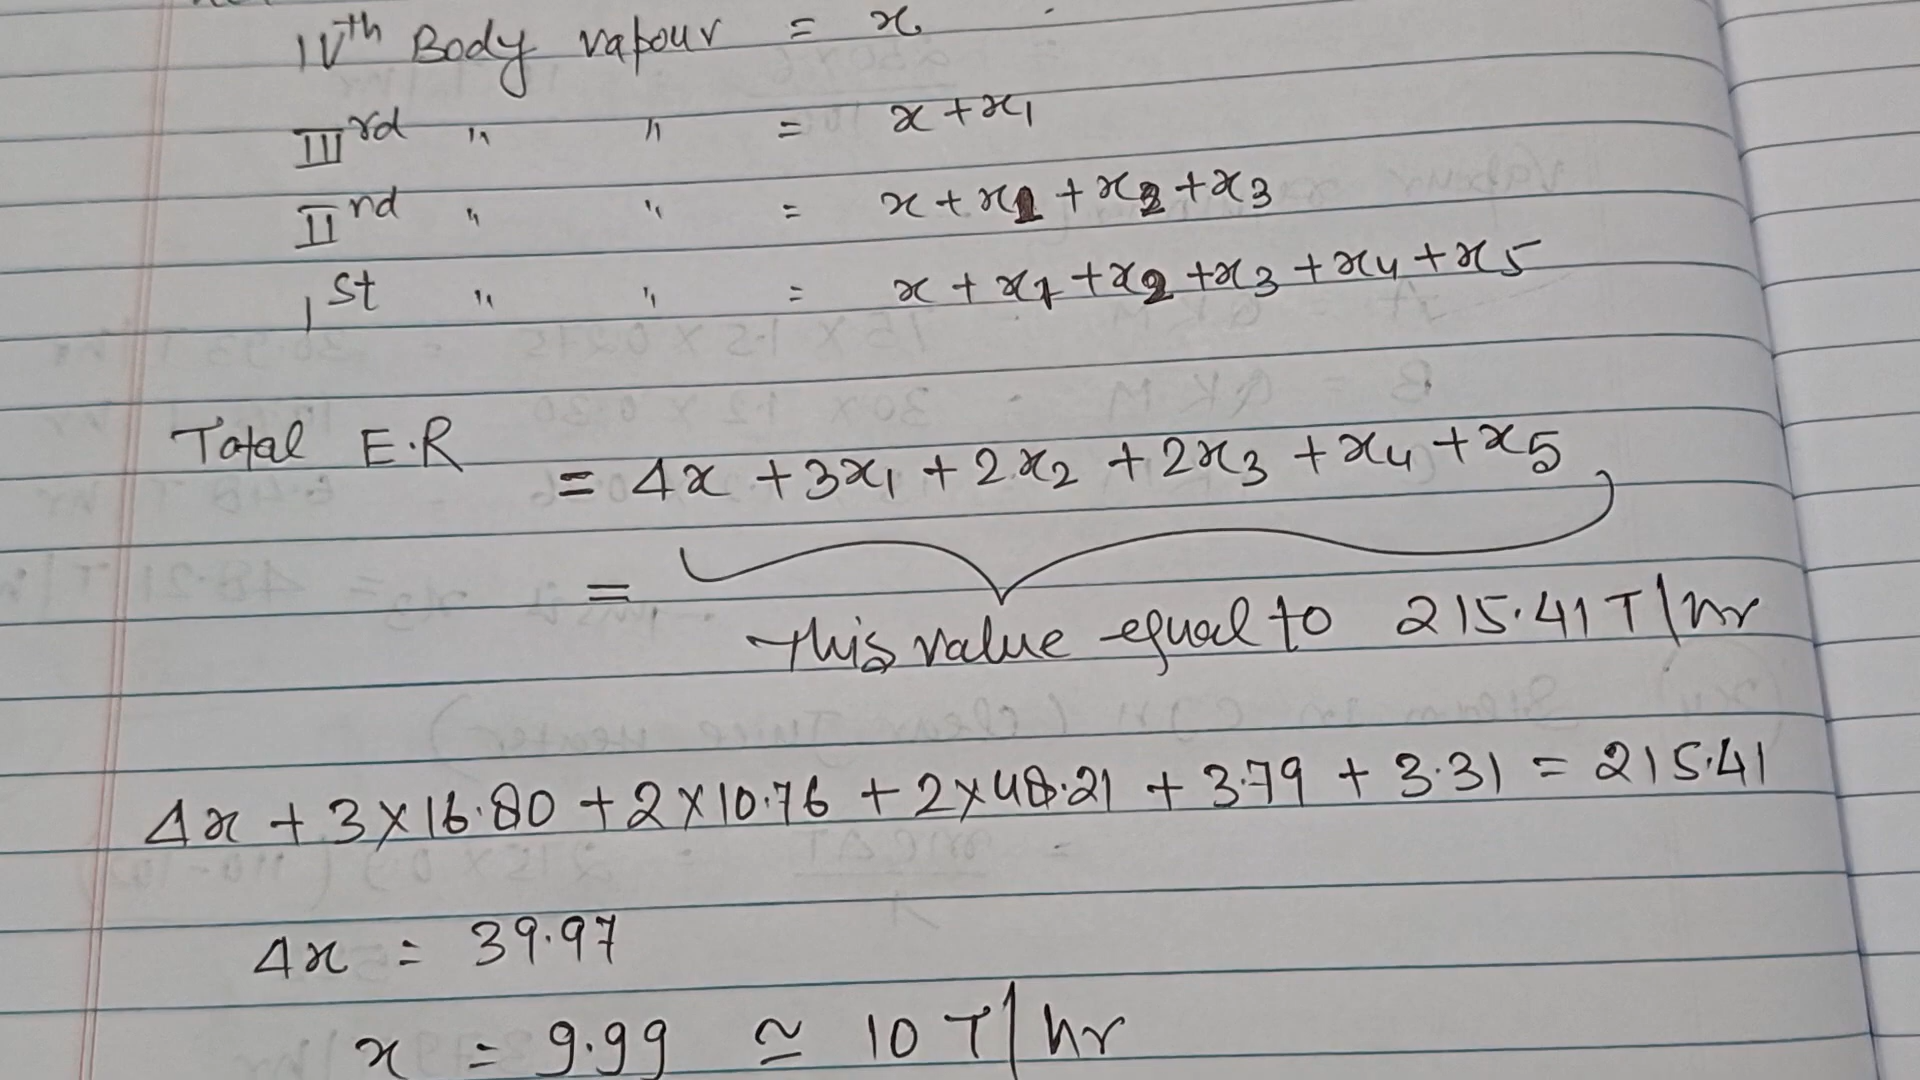 IVth Body vapour = x
IIIrd " " = x + x1
IInd " " = x + x1 + x2 + x3
1st " " = x + x1 + x2 + x3 + x4 + x5
Total E.R = 4x + 3x1 + 2x2 + 2x3 + x4 + x5
= this value equal to 215.41 T/hr
4x + 3×16.80 + 2×10.76 + 2×48.21 + 3.79 + 3.31 = 215.41
4x = 39.97
x = 9.99 ≃ 10 T/hr